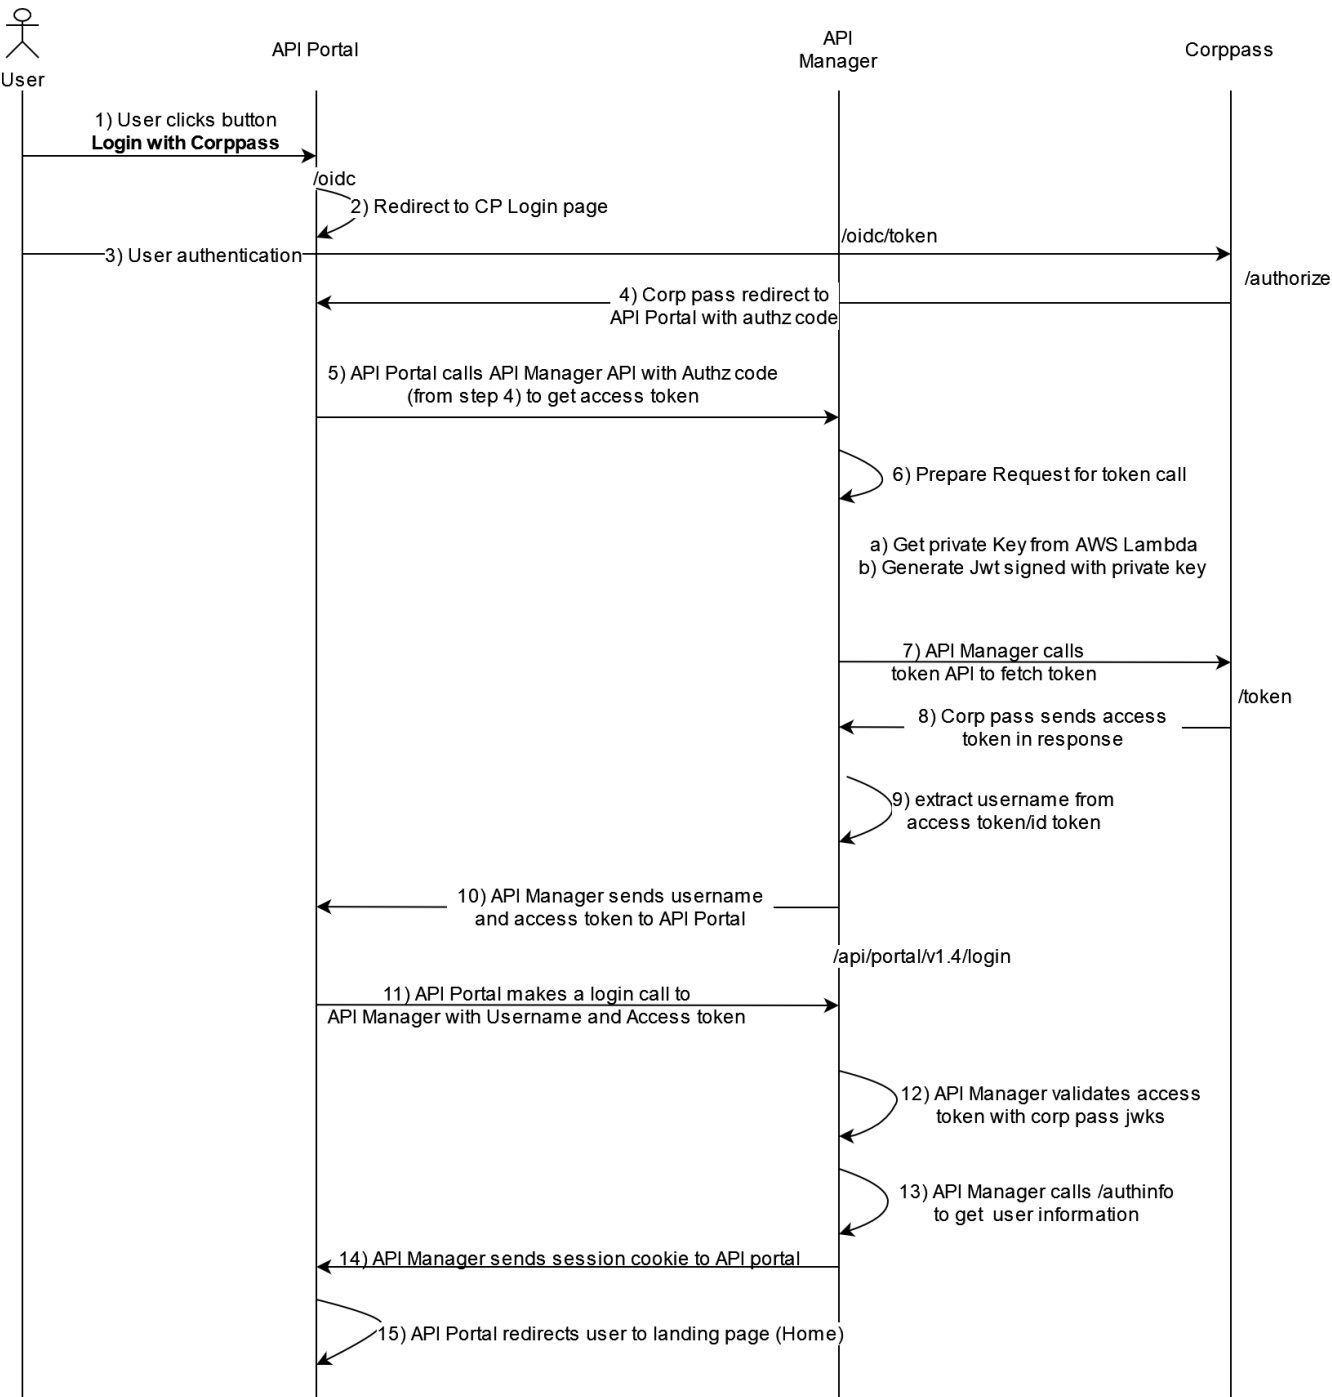 User
API Portal
API
Manager
Corppass
1) User clicks button
Login with Corppass
/oidc
2) Redirect to CP Login page
/oidc/token
3) User authentication
/authorize
4) Corp pass redirect to
API Portal with authz code
5) API Portal calls API Manager API with Authz code
(from step 4) to get access token
6) Prepare Request for token call
a) Get private Key from AWS Lambda
b) Generate Jwt signed with private key
7) API Manager calls
token API to fetch token
/token
8) Corp pass sends access
token in response
9) extract username from
access token/id token
10) API Manager sends username
and access token to API Portal
/api/portal/v1.4/login
11) API Portal makes a login call to
API Manager with Username and Access token
12) API Manager validates access
token with corp pass jwks
13) API Manager calls /authinfo
to get user information
14) API Manager sends session cookie to API portal
15) API Portal redirects user to landing page (Home)